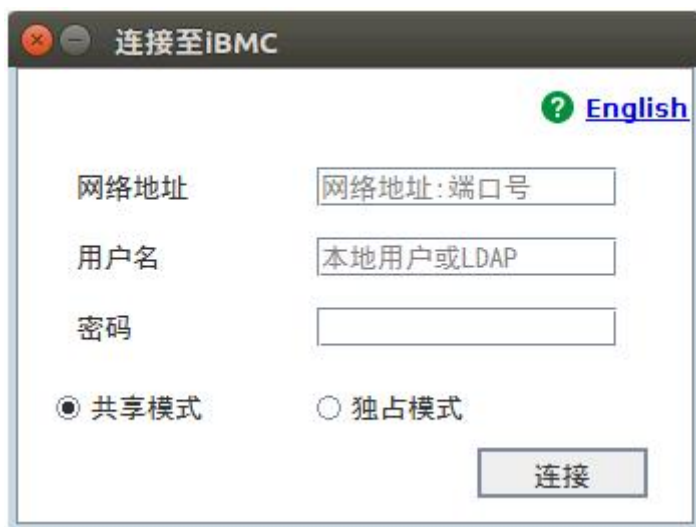 连接至iBMC
? English
网络地址 网络地址:端口号
用户名 本地用户或LDAP
密码
共享模式 独占模式
连接